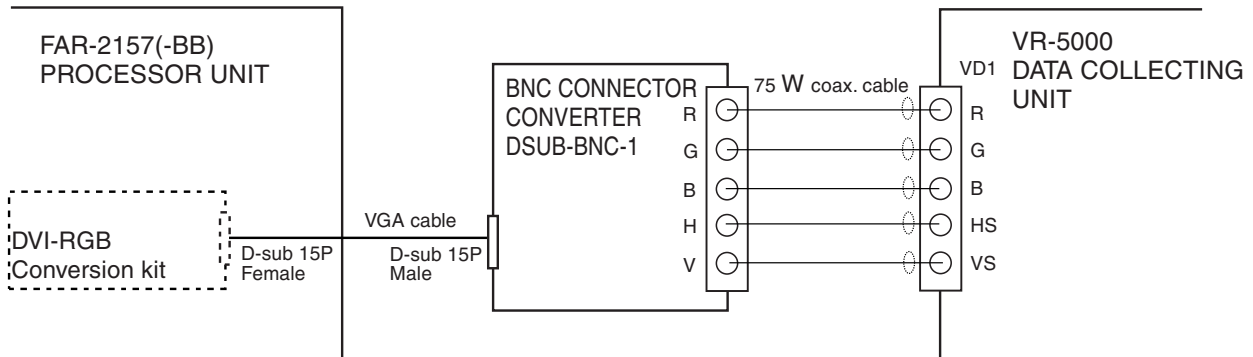 FAR-2157(-BB)
PROCESSOR UNIT
DVI-RGB
Conversion kit
D-sub 15P
Female
VGA cable
D-sub 15P
Male
BNC CONNECTOR
CONVERTER
DSUB-BNC-1
R
G
B
H
V
75 W coax. cable
VD1
R
G
B
HS
VS
VR-5000
DATA COLLECTING
UNIT